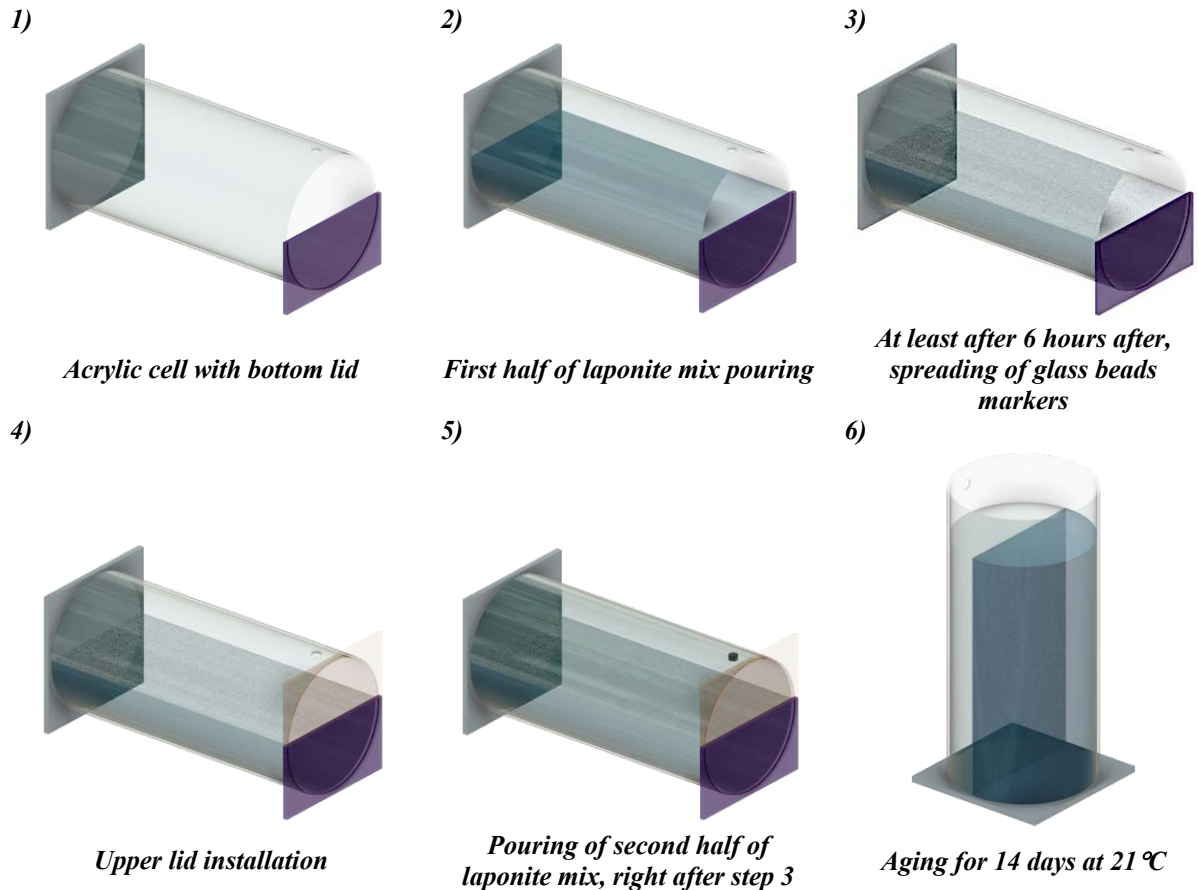 1)
2)
3)
Acrylic cell with bottom lid
First half of laponite mix pouring
At least after 6 hours after,
spreading of glass beads
markers
4)
5)
6)
Upper lid installation
Pouring of second half of
laponite mix, right after step 3
Aging for 14 days at 21℃